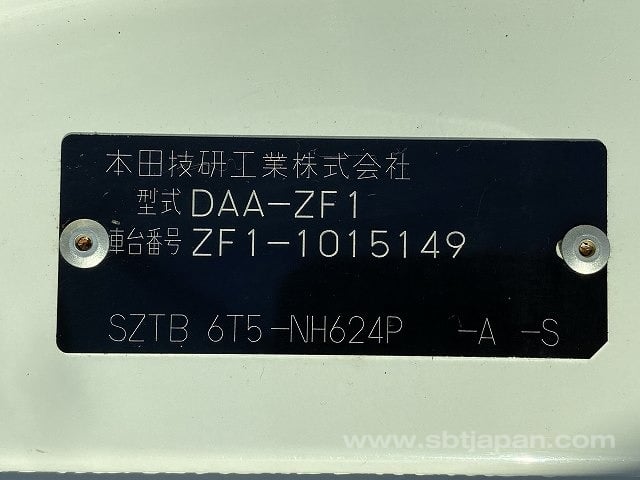 本田技研工業株式会社
型式 DAA-ZF1
車台番号 ZF1-1015149
SZTB 6T5-NH624P -A -S
www.sbtjapan.com